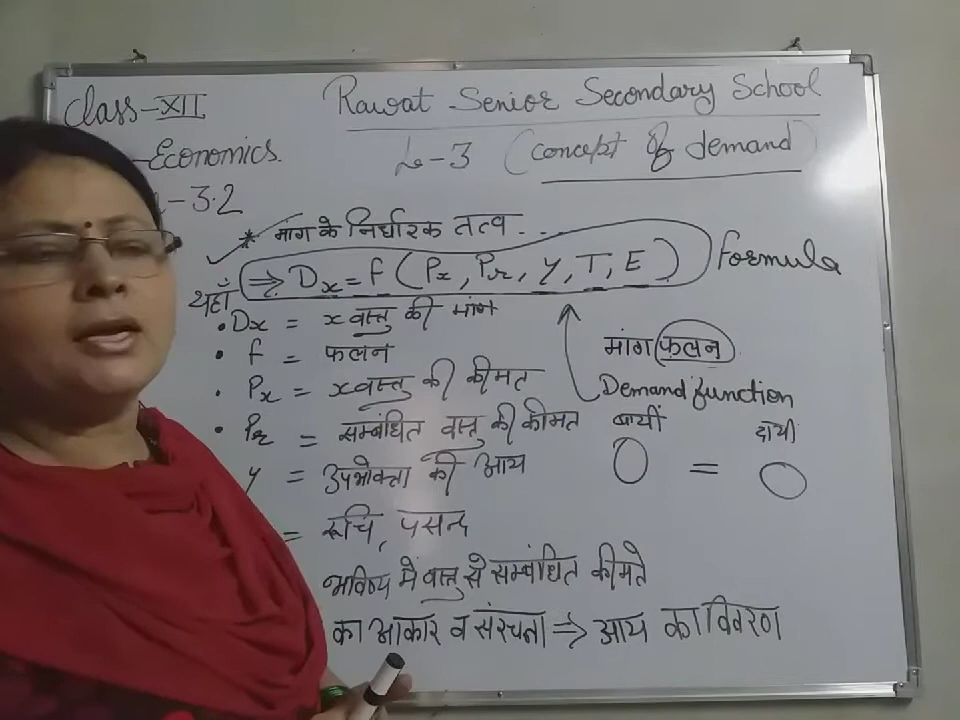 Class-XII
Rawat Senior Secondary School
-Economics.
L-3 (concept of demand)
-3.2
* मांग के निर्धारक तत्व...
⇒ Dx = f (Px, Pr, Y, T, E) Formula
यहाँ
• Dx = x वस्तु की मांग
• f = फलन
मांग फलन
• Px = x वस्तु की कीमत
Demand function
• Pr = सम्बंधित वस्तु की कीमत
बायीं दायी
Y = उपभोक्ता की आय
0 = 0
= रूचि, पसन्द
भविष्य में वस्तु से सम्बंधित कीमते
का आकार व संरचना ⇒ आय का विवरण